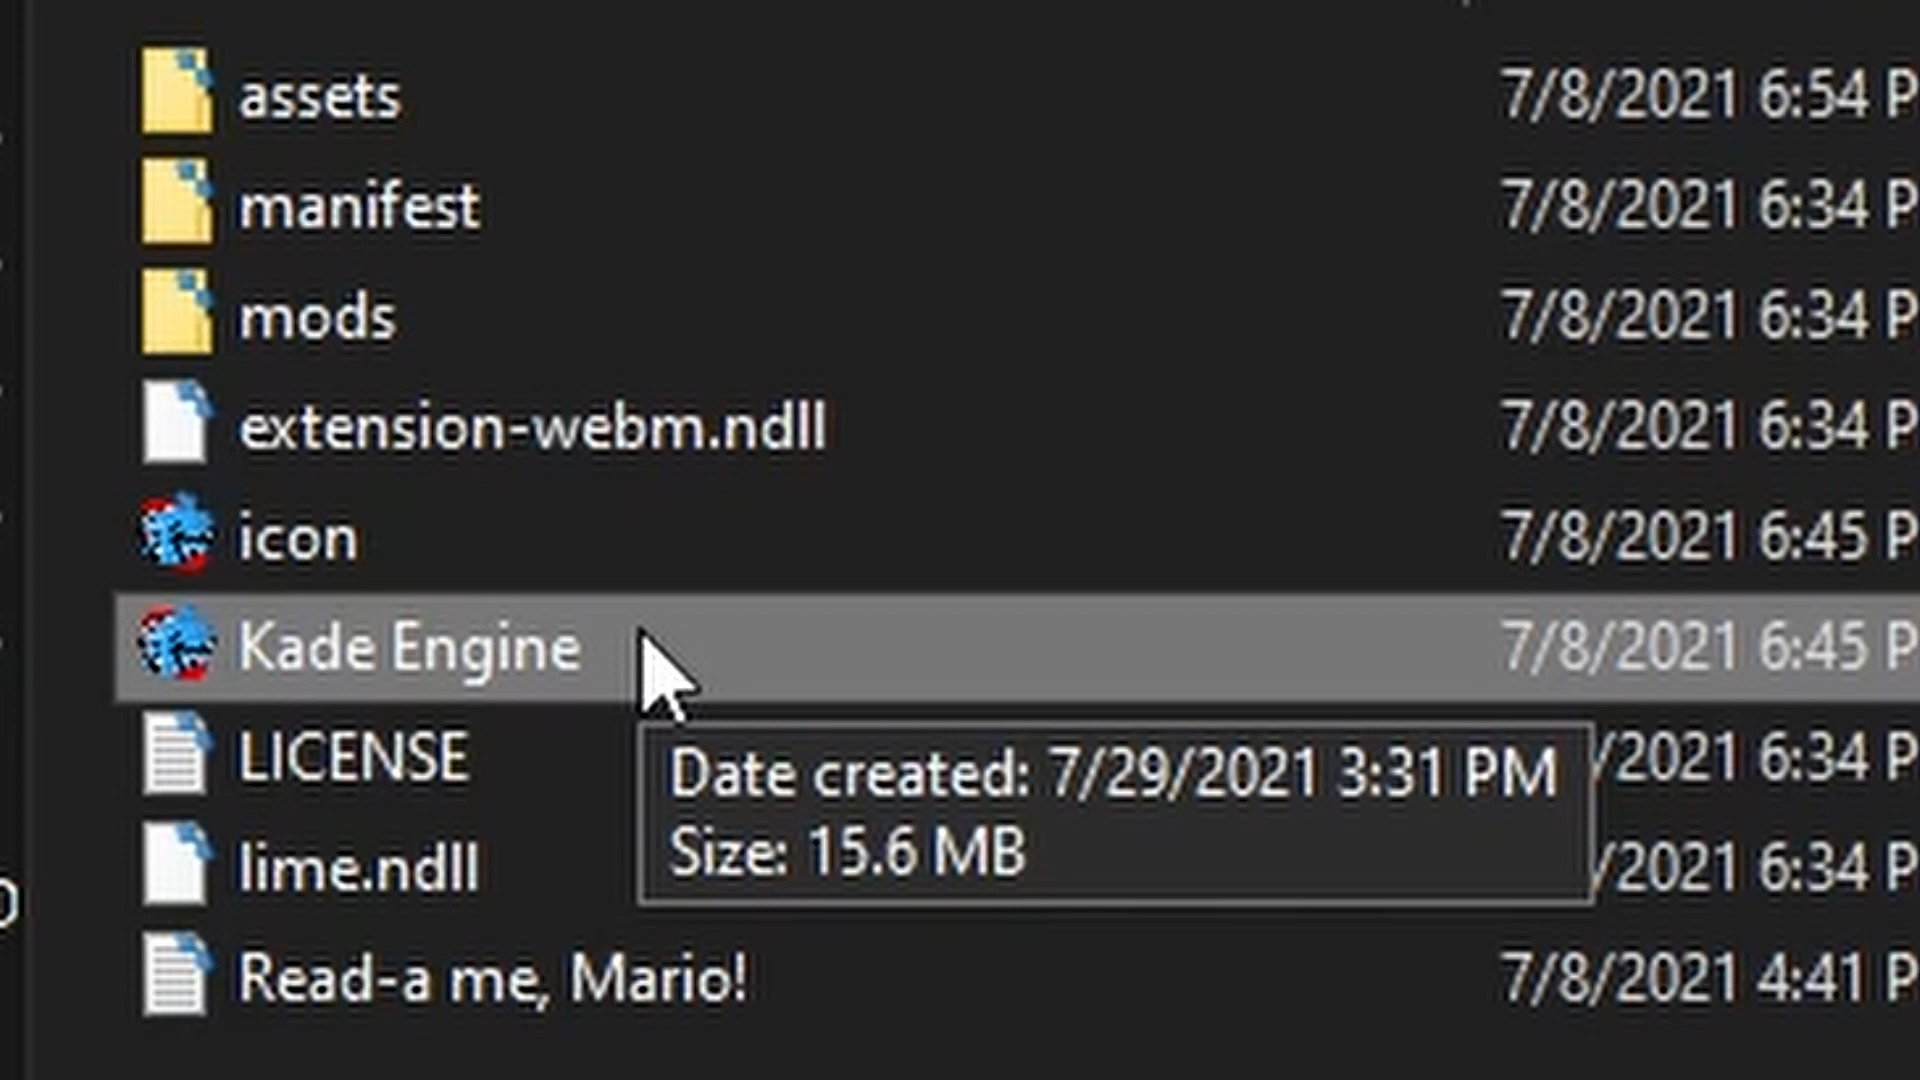 assets 7/8/2021 6:54 P
manifest 7/8/2021 6:34 P
mods 7/8/2021 6:34 P
extension-webm.ndll 7/8/2021 6:34 P
icon 7/8/2021 6:45 P
Kade Engine 7/8/2021 6:45 P
LICENSE /2021 6:34 P
Date created: 7/29/2021 3:31 PM
Size: 15.6 MB
lime.ndll /2021 6:34 P
Read-a me, Mario! 7/8/2021 4:41 P